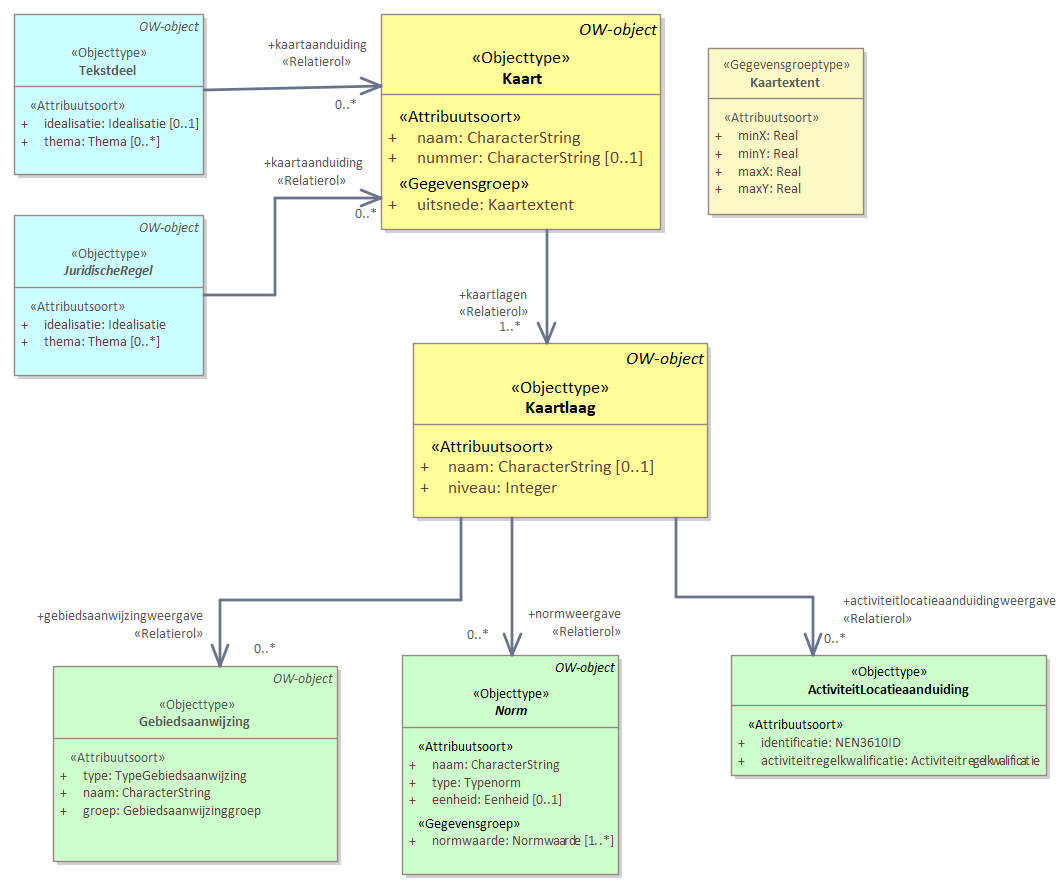 OW-object
«Objecttype»
Tekstdeel
«Attribuutsoort»
+ idealisatie: Idealisatie [0..1]
+ thema: Thema [0..*]
+kaartaanduiding
«Relatierol»
0..*
OW-object
«Objecttype»
Kaart
«Attribuutsoort»
+ naam: CharacterString
+ nummer: CharacterString [0..1]
«Gegevensgroep»
+ uitsnede: Kaartextent
«Gegevensgroeptype»
Kaartextent
«Attribuutsoort»
+ minX: Real
+ minY: Real
+ maxX: Real
+ maxY: Real
+kaartaanduiding
«Relatierol»
0..*
OW-object
«Objecttype»
JuridischeRegel
«Attribuutsoort»
+ idealisatie: Idealisatie
+ thema: Thema [0..*]
+kaartlagen
«Relatierol»
1..*
OW-object
«Objecttype»
Kaartlaag
«Attribuutsoort»
+ naam: CharacterString [0..1]
+ niveau: Integer
+gebiedsaanwijzingweergave
«Relatierol»
0..*
+normweergave
«Relatierol»
0..*
+activiteitlocatieaanduidingweergave
«Relatierol»
0..*
OW-object
«Objecttype»
Gebiedsaanwijzing
«Attribuutsoort»
+ type: TypeGebiedsaanwijzing
+ naam: CharacterString
+ groep: Gebiedsaanwijzinggroep
OW-object
«Objecttype»
Norm
«Attribuutsoort»
+ naam: CharacterString
+ type: Typenorm
+ eenheid: Eenheid [0..1]
«Gegevensgroep»
+ normwaarde: Normwaarde [1..*]
«Objecttype»
ActiviteitLocatieaanduiding
«Attribuutsoort»
+ identificatie: NEN3610ID
+ activiteitregelkwalificatie: Activiteitregelkwalificatie